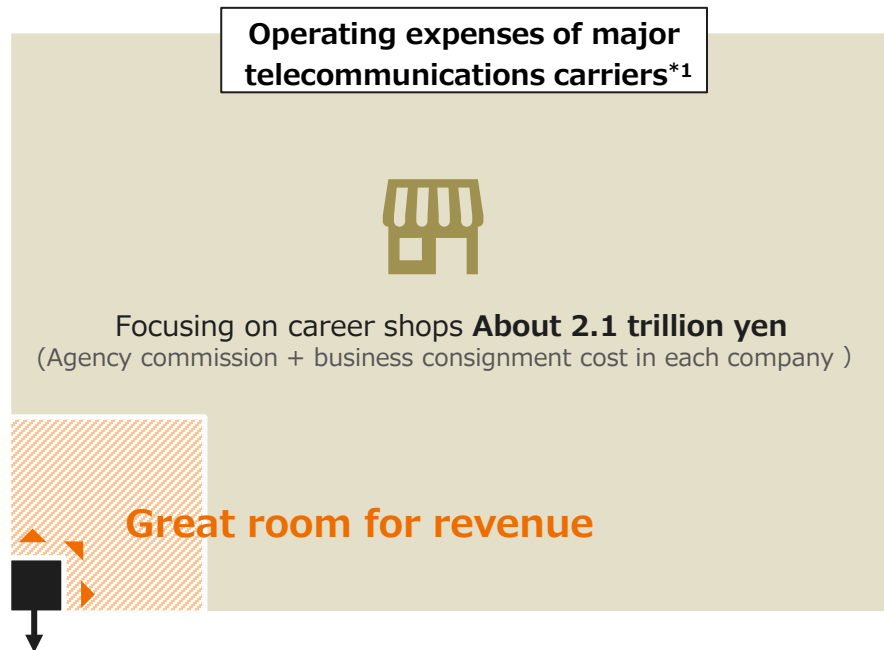 Operating expenses of major
telecommunications carriers*1
Focusing on career shops About 2.1 trillion yen
(Agency commission + business consignment cost in each company ）
Great room for revenue